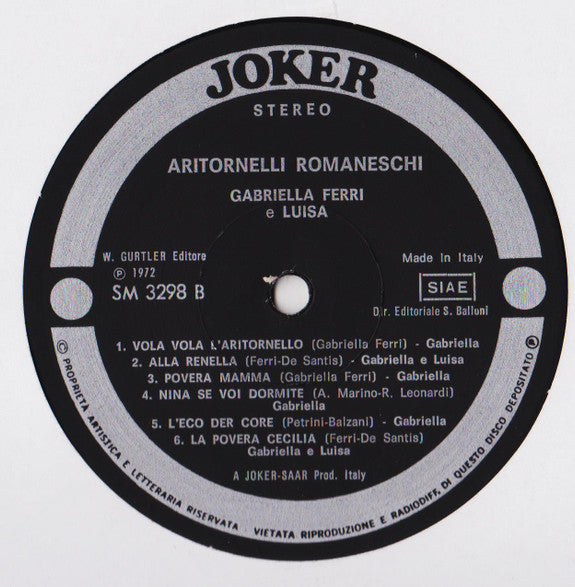 JOKER
STEREO
ARITORNELLI ROMANESCHI
GABRIELLA FERRI
e LUISA
W. GURTLER Editore
Ⓟ 1972
SM 3298 B
Made In Italy
SIAE
Dir. Editoriale S. Balloni
1. VOLA VOLA L'ARITORNELLO (Gabriella Ferri) - Gabriella
2. ALLA RENELLA (Ferri-De Santis) - Gabriella e Luisa
3. POVERA MAMMA (Gabriella Ferri) - Gabriella
4. NINA SE VOI DORMITE (A. Marino-R. Leonardi)
Gabriella
5. L'ECO DER CORE (Petrini-Balzani) - Gabriella
6. LA POVERA CECILIA (Ferri-De Santis)
Gabriella e Luisa
A JOKER-SAAR Prod. Italy
© PROPRIETÀ ARTISTICA E LETTERARIA RISERVATA - VIETATA RIPRODUZIONE E RADIODIFF. DI QUESTO DISCO DEPOSITATO Ⓟ